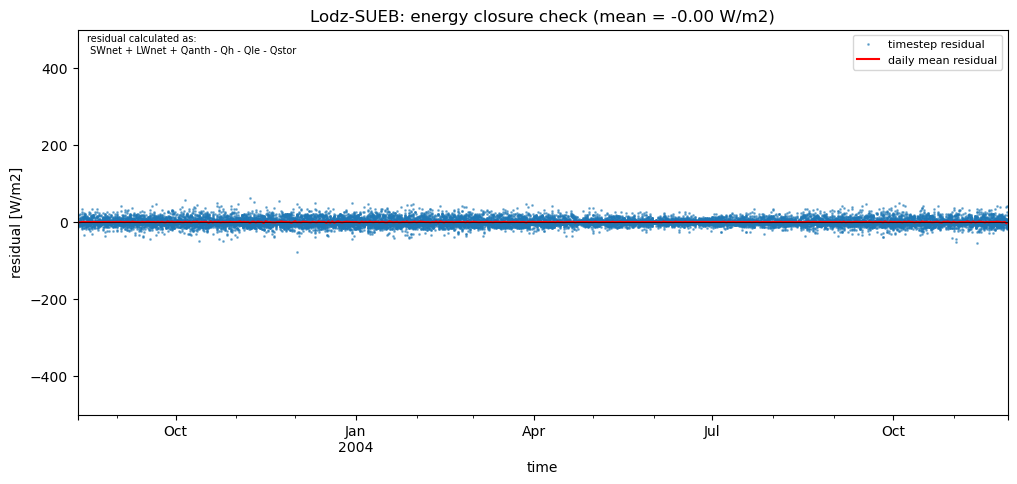 Lodz-SUEB: energy closure check (mean = -0.00 W/m2)
residual calculated as:
SWnet + LWnet + Qanth - Qh - Qle - Qstor
timestep residual
daily mean residual
residual [W/m2]
400
200
0
−200
−400
Oct
Jan
2004
Apr
Jul
Oct
time